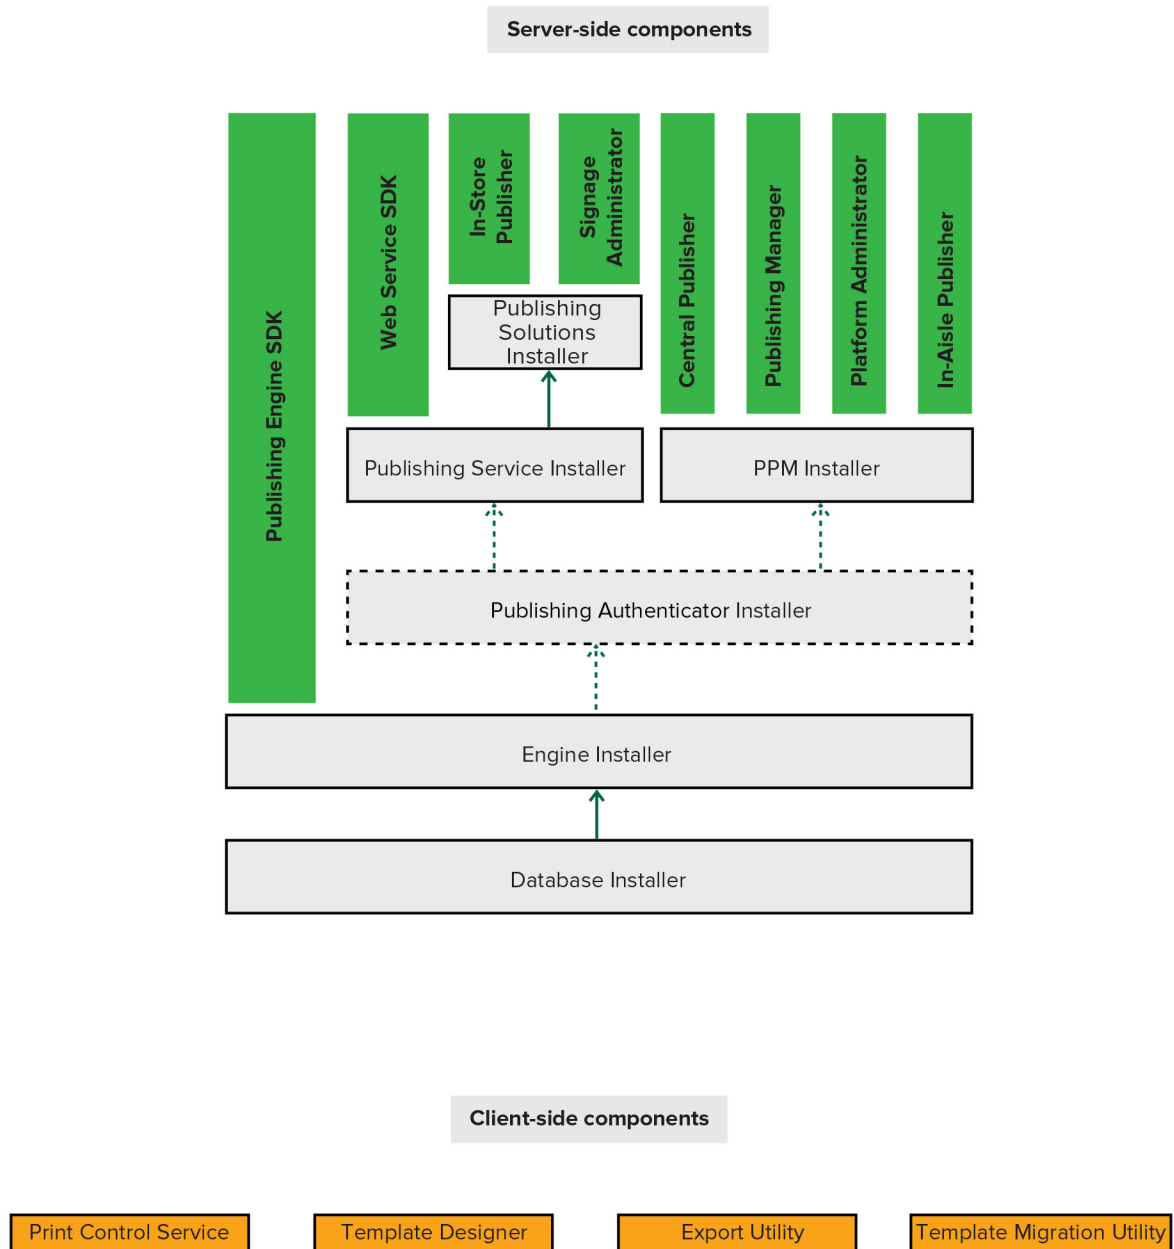 Server-side components
Publishing Engine SDK
Web Service SDK
In-Store
Publisher
Signage
Administrator
Central Publisher
Publishing Manager
Platform Administrator
In-Aisle Publisher
Publishing
Solutions
Installer
Publishing Service Installer
PPM Installer
Publishing Authenticator Installer
Engine Installer
Database Installer
Client-side components
Print Control Service
Template Designer
Export Utility
Template Migration Utility